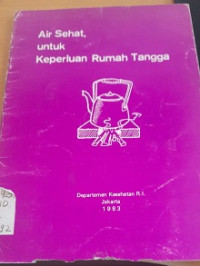 Air Sehat,
untuk
Keperluan Rumah Tangga
Departemen Kesehatan R.I.
Jakarta
1983